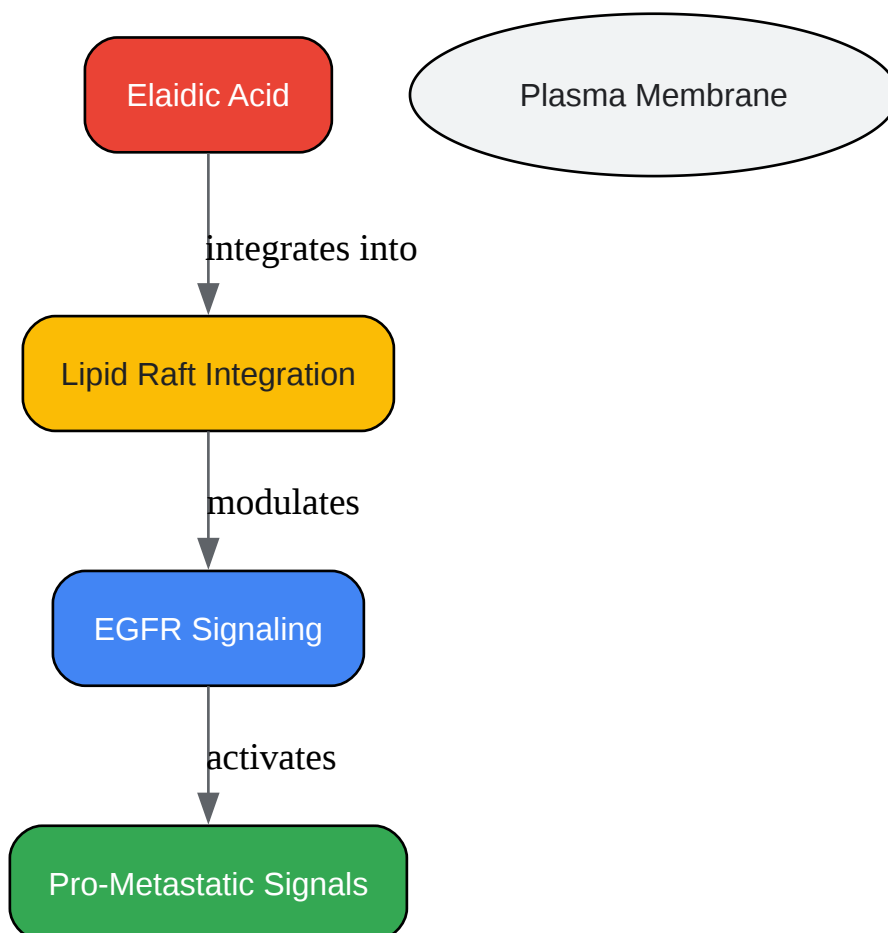 Elaidic Acid
Plasma Membrane
integrates into
Lipid Raft Integration
modulates
EGFR Signaling
activates
Pro-Metastatic Signals